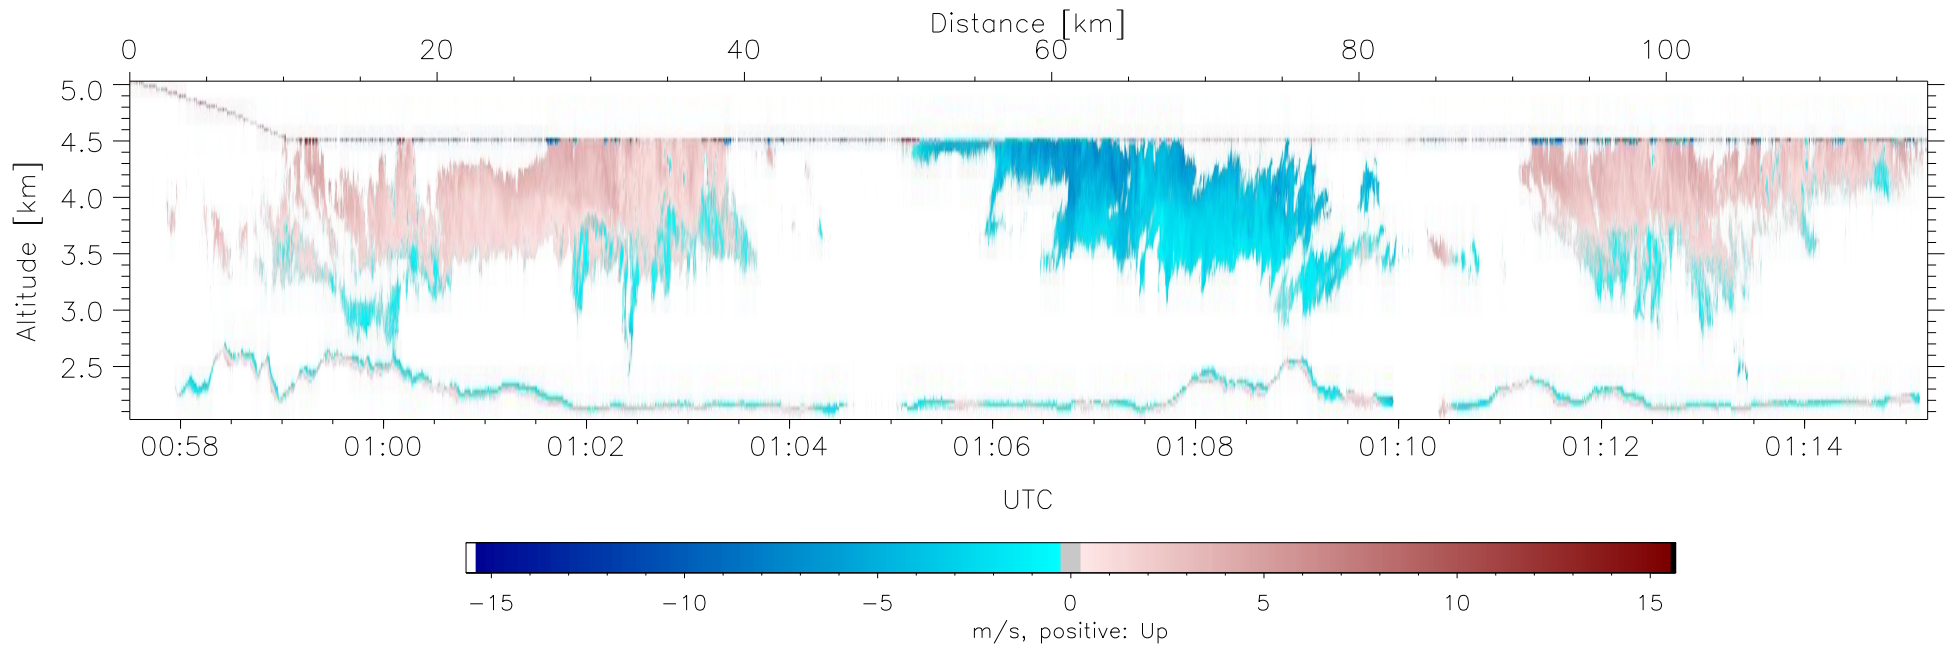 Distance [km]
0 20 40 60 80 100
5.0
4.5
4.0
3.5
3.0
2.5
Altitude [km]
00:58 01:00 01:02 01:04 01:06 01:08 01:10 01:12 01:14
UTC
−15 −10 −5 0 5 10 15
m/s, positive: Up